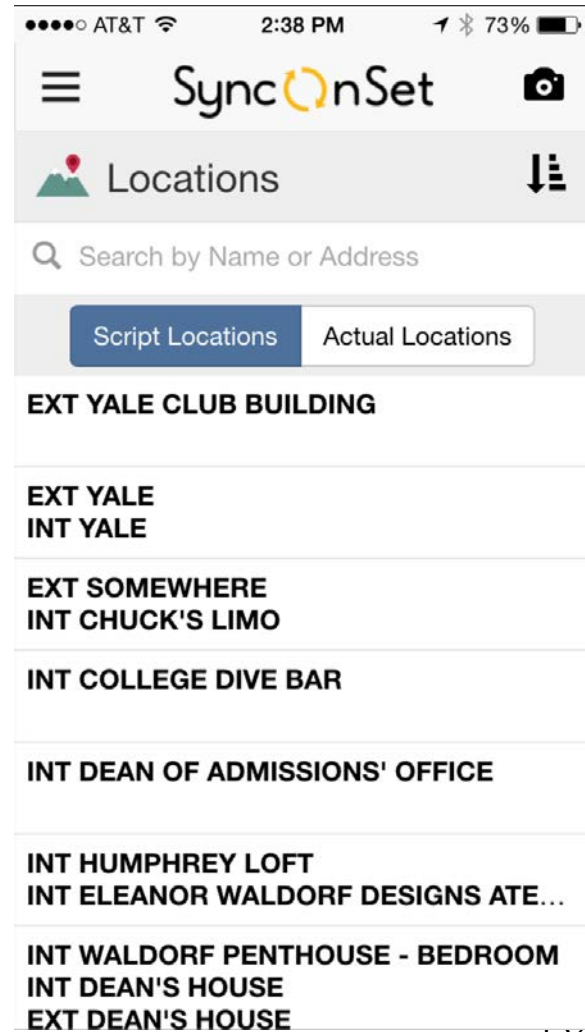 AT&T 2:38 PM 73%
SyncOnSet
Locations
Search by Name or Address
Script Locations Actual Locations
EXT YALE CLUB BUILDING
EXT YALE
INT YALE
EXT SOMEWHERE
INT CHUCK'S LIMO
INT COLLEGE DIVE BAR
INT DEAN OF ADMISSIONS' OFFICE
INT HUMPHREY LOFT
INT ELEANOR WALDORF DESIGNS ATE...
INT WALDORF PENTHOUSE - BEDROOM
INT DEAN'S HOUSE
EXT DEAN'S HOUSE